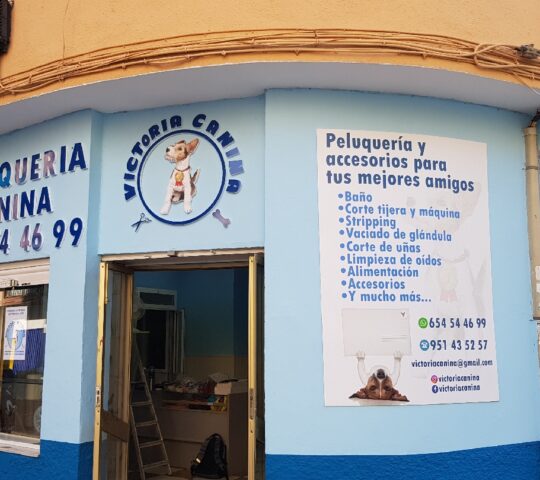 QUERIA
NINA
4 46 99
VICTORIA CANINA
Peluquería y
accesorios para
tus mejores amigos
•Baño
•Corte tijera y máquina
•Stripping
•Vaciado de glándula
•Corte de uñas
•Limpieza de oídos
•Alimentación
•Accesorios
•Y mucho más...
654 54 46 99
951 43 52 57
victoriacanina@gmail.com
victoriacanina
victoriacanina